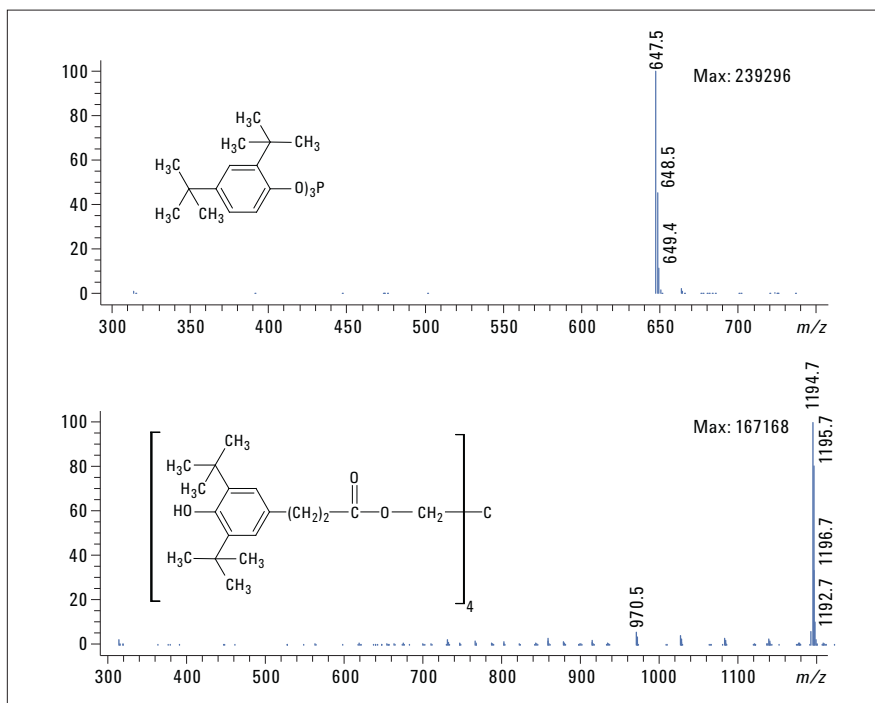 647.5
Max: 239296
100
80
60
40
20
0
648.5
649.4
H₃C
CH₃
H₃C
CH₃
H₃C
CH₃
H₃C
O)₃P
300 350 400 450 500 550 600 650 700 m/z
1194.7
Max: 167168
1195.7
100
80
60
40
20
0
CH₃
H₃C
H₃C
O
HO
(CH₂)₂
C
O
CH₂
C
CH₃
H₃C
CH₃
4
1196.7
1192.7
970.5
300 400 500 600 700 800 900 1000 1100 m/z